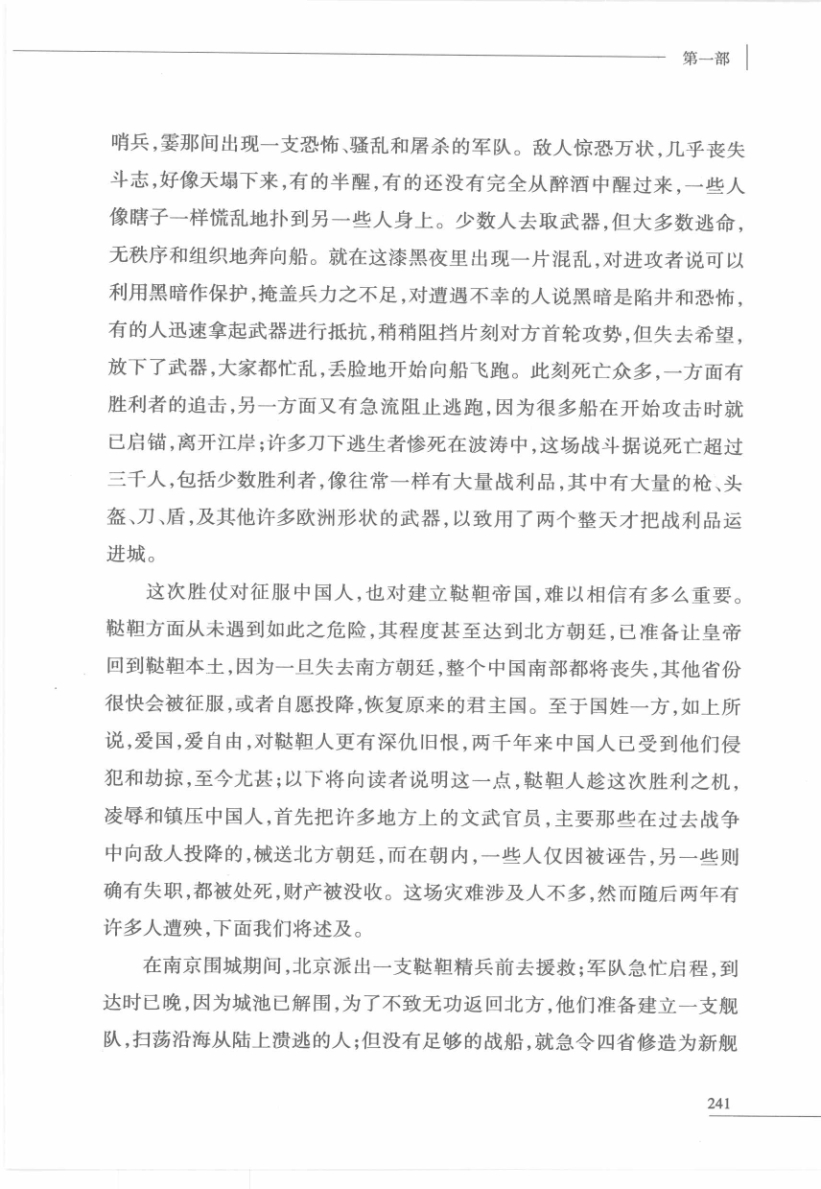 第一部
哨兵,霎那间出现一支恐怖、骚乱和屠杀的军队。敌人惊恐万状,几乎丧失
斗志,好像天塌下来,有的半醒,有的还没有完全从醉酒中醒过来,一些人
像瞎子一样慌乱地扑到另一些人身上。少数人去取武器,但大多数逃命,
无秩序和组织地奔向船。就在这漆黑夜里出现一片混乱,对进攻者说可以
利用黑暗作保护,掩盖兵力之不足,对遭遇不幸的人说黑暗是陷井和恐怖,
有的人迅速拿起武器进行抵抗,稍稍阻挡片刻对方首轮攻势,但失去希望,
放下了武器,大家都忙乱,丢脸地开始向船飞跑。此刻死亡众多,一方面有
胜利者的追击,另一方面又有急流阻止逃跑,因为很多船在开始攻击时就
已启锚,离开江岸;许多刀下逃生者惨死在波涛中,这场战斗据说死亡超过
三千人,包括少数胜利者,像往常一样有大量战利品,其中有大量的枪、头
盔、刀、盾,及其他许多欧洲形状的武器,以致用了两个整天才把战利品运
进城。
这次胜仗对征服中国人,也对建立鞑靼帝国,难以相信有多么重要。
鞑靼方面从未遇到如此之危险,其程度甚至达到北方朝廷,已准备让皇帝
回到鞑靼本土,因为一旦失去南方朝廷,整个中国南部都将丧失,其他省份
很快会被征服,或者自愿投降,恢复原来的君主国。至于国姓一方,如上所
说,爱国,爱自由,对鞑靼人更有深仇旧恨,两千年来中国人已受到他们侵
犯和劫掠,至今尤甚;以下将向读者说明这一点,鞑靼人趁这次胜利之机,
凌辱和镇压中国人,首先把许多地方上的文武官员,主要那些在过去战争
中向敌人投降的,械送北方朝廷,而在朝内,一些人仅因被诬告,另一些则
确有失职,都被处死,财产被没收。这场灾难涉及人不多,然而随后两年有
许多人遭殃,下面我们将述及。
在南京围城期间,北京派出一支鞑靼精兵前去援救;军队急忙启程,到
达时已晚,因为城池已解围,为了不致无功返回北方,他们准备建立一支舰
队,扫荡沿海从陆上溃逃的人;但没有足够的战船,就急令四省修造为新舰
241